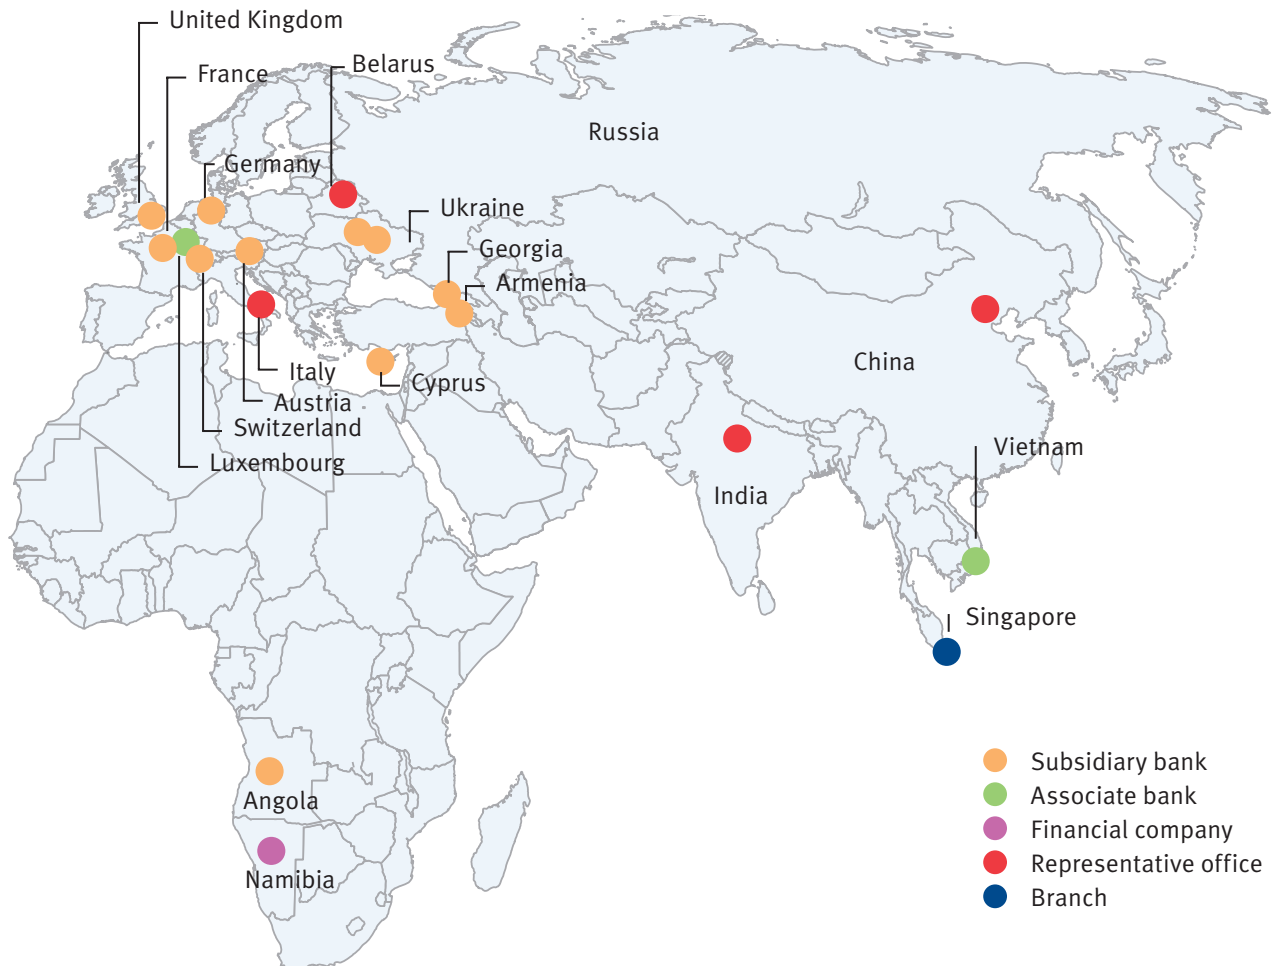 United Kingdom
France
Belarus
Russia
Germany
Ukraine
Georgia
Armenia
China
Italy
Cyprus
Austria
Switzerland
Luxembourg
Vietnam
India
Singapore
Angola
Namibia
Subsidiary bank
Associate bank
Financial company
Representative office
Branch